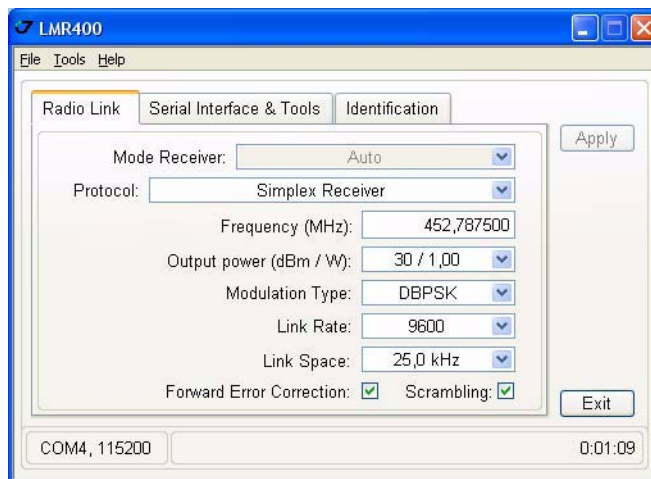 LMR400
File Tools Help
Radio Link Serial Interface & Tools Identification
Apply
Mode Receiver: Auto
Protocol: Simplex Receiver
Frequency (MHz): 452,787500
Output power (dBm / W): 30 / 1,00
Modulation Type: DBPSK
Link Rate: 9600
Link Space: 25,0 kHz
Forward Error Correction: Scrambling:
Exit
COM4, 115200 0:01:09